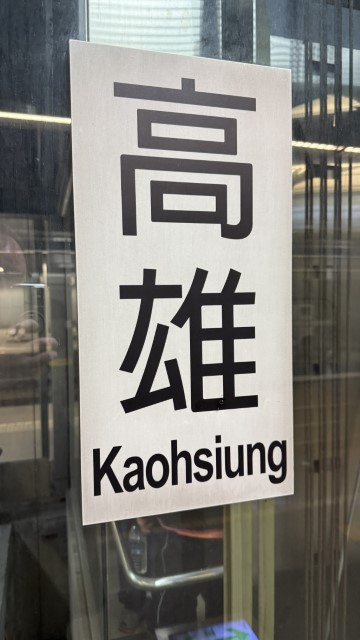 高
雄
Kaohsiung